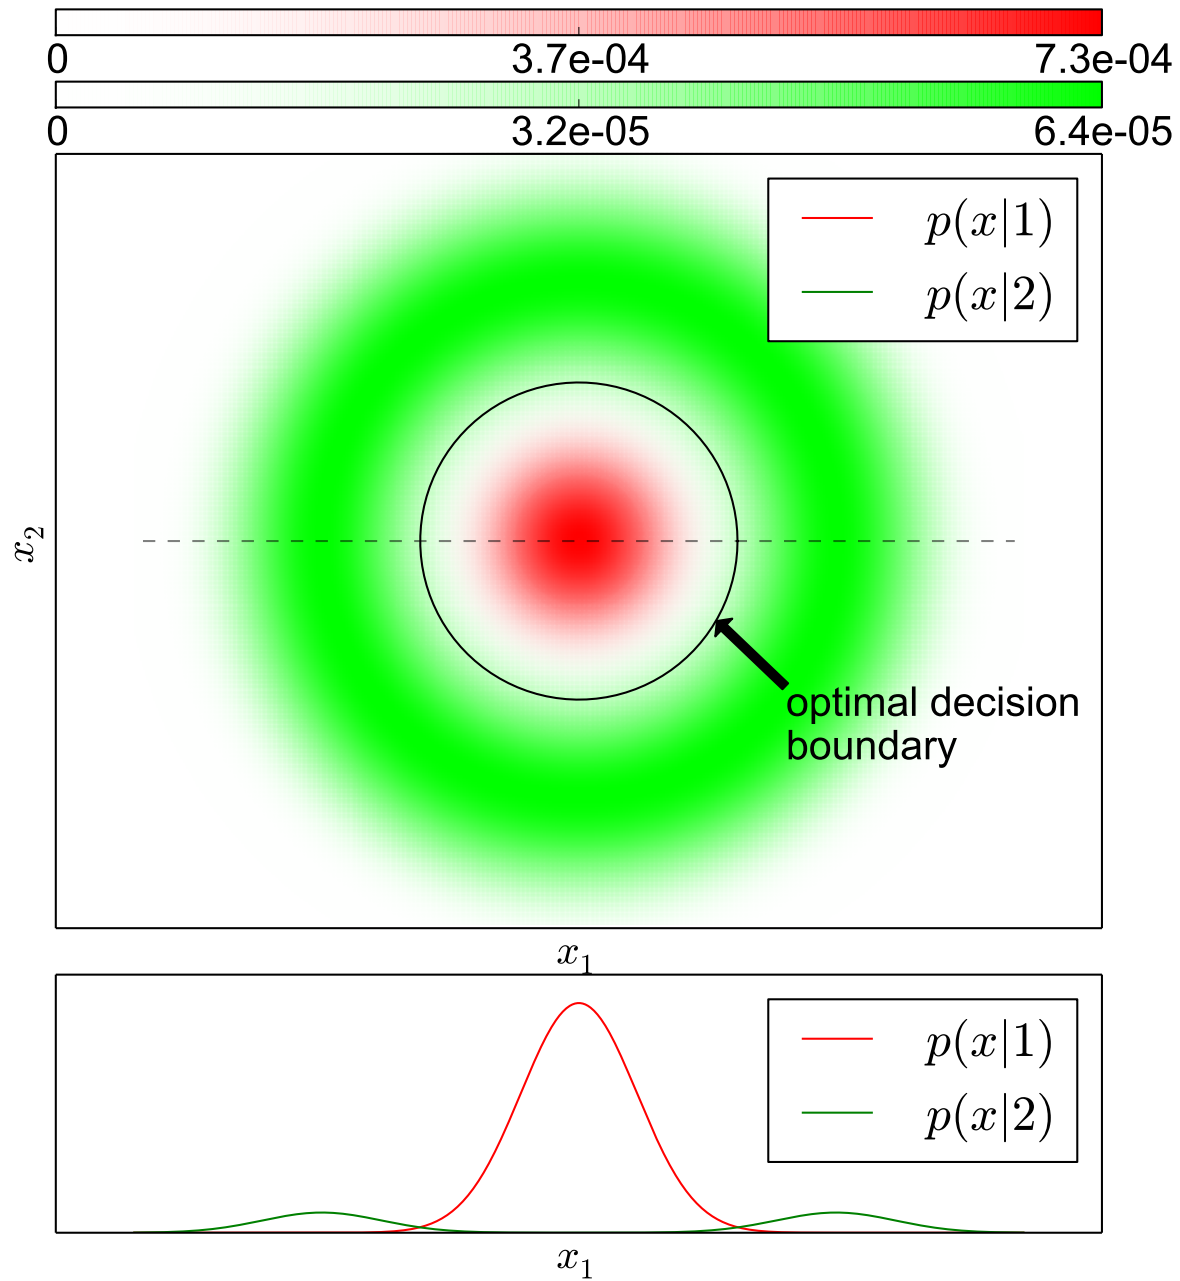 0 3.7e-04 7.3e-04
0 3.2e-05 6.4e-05
p(x|1)
p(x|2)
x₂
optimal decision
boundary
x₁
p(x|1)
p(x|2)
x₁